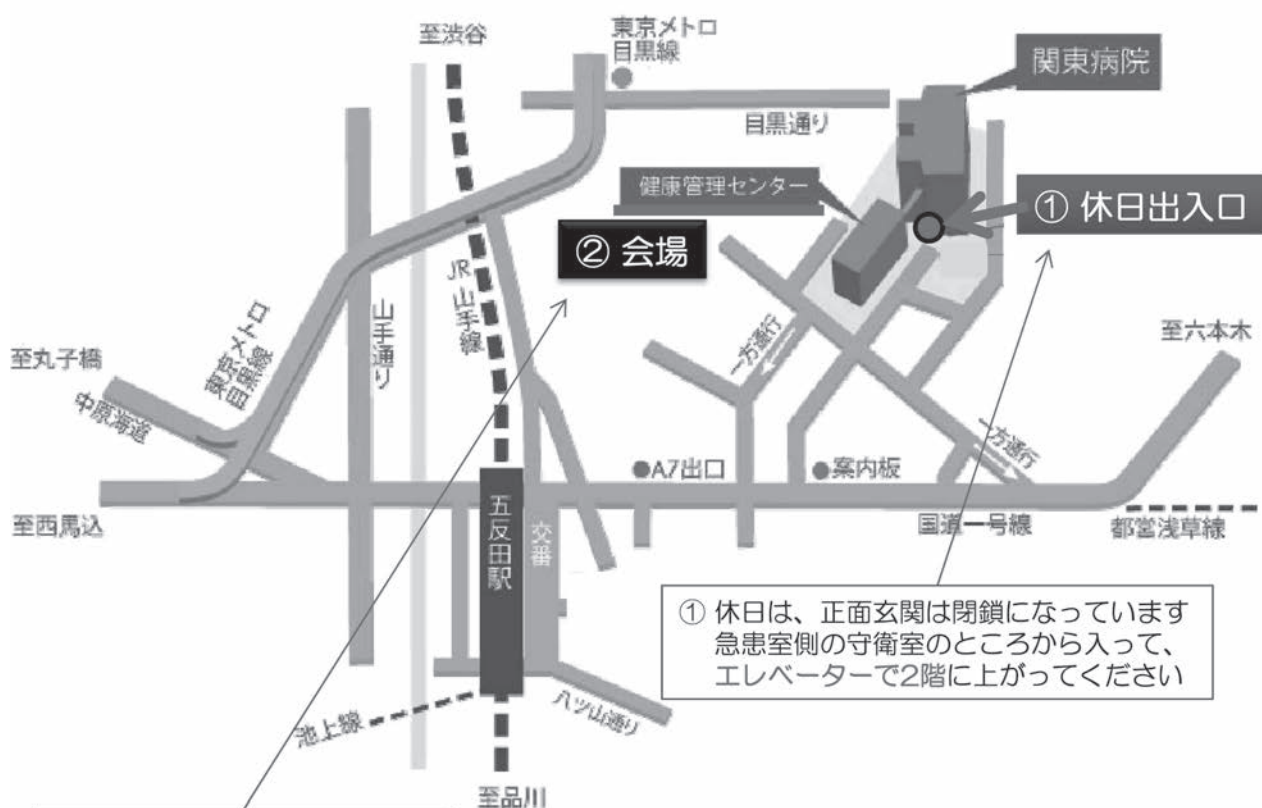 至渋谷
東京メトロ
目黒線
関東病院
目黒通り
健康管理センター
① 休日出入口
② 会場
JR山手線
山手通り
東京メトロ
目黒線
至丸子橋
中原海道
一方通行
至六本木
一方通行
A7出口
案内板
至西馬込
五反田駅
交番
国道一号線
都営浅草線
① 休日は、正面玄関は閉鎖になっています
急患室側の守衛室のところから入って、
エレベーターで2階に上がってください
池上線
八ツ山通り
至品川